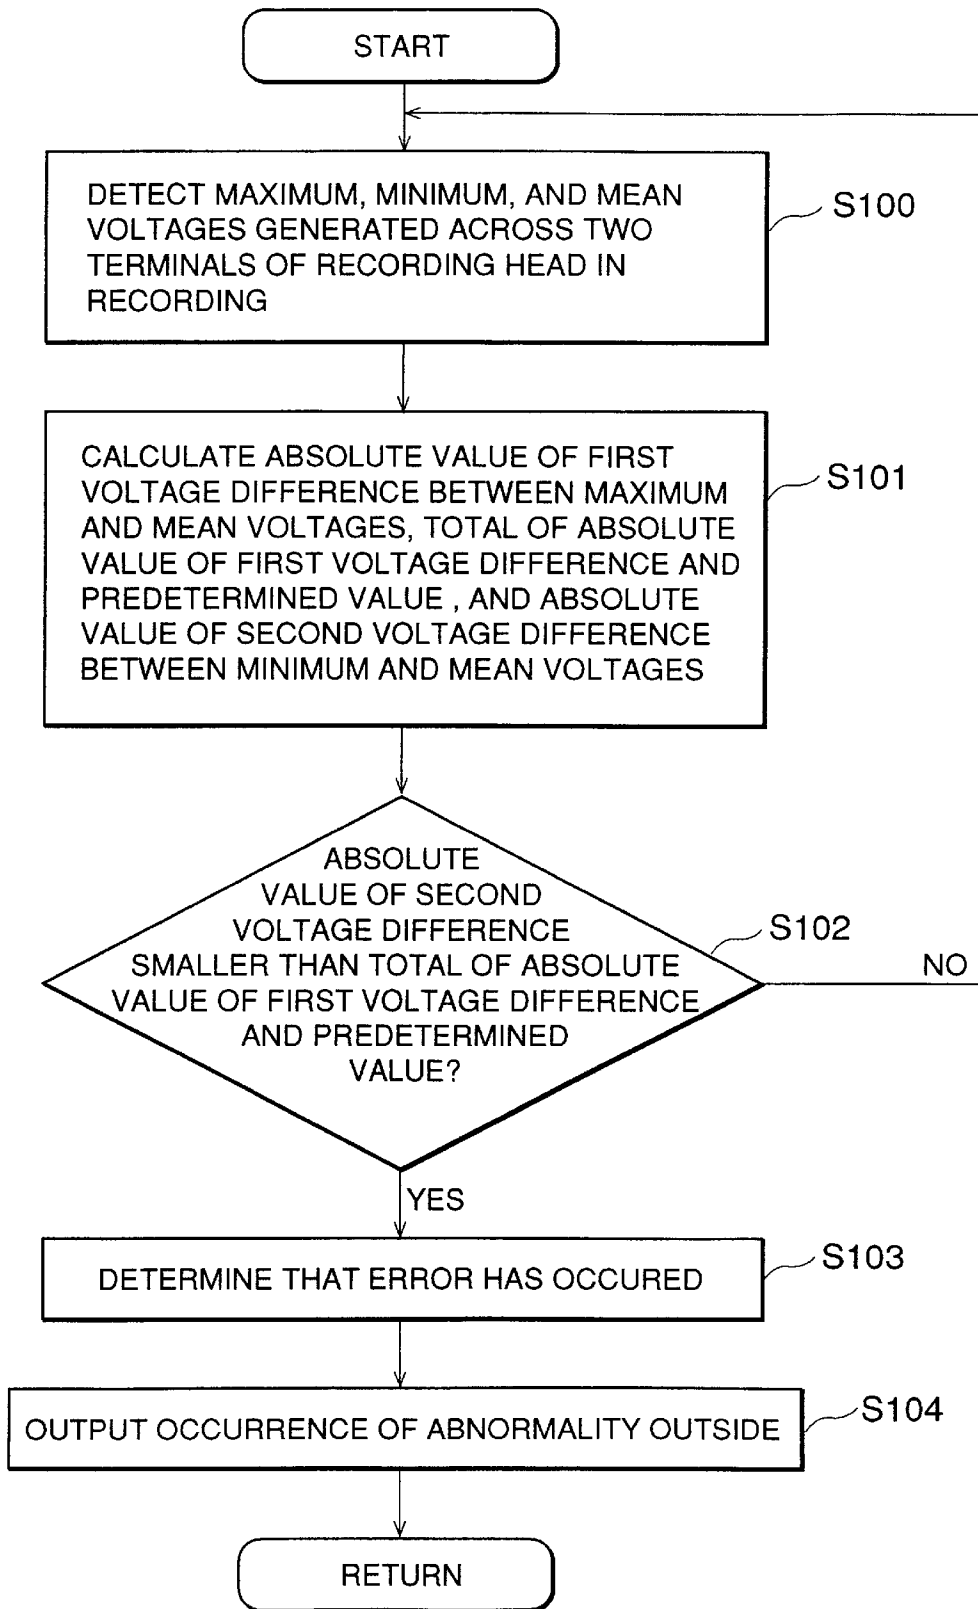 START
DETECT MAXIMUM, MINIMUM, AND MEAN
VOLTAGES GENERATED ACROSS TWO
TERMINALS OF RECORDING HEAD IN
RECORDING
S100
CALCULATE ABSOLUTE VALUE OF FIRST
VOLTAGE DIFFERENCE BETWEEN MAXIMUM
AND MEAN VOLTAGES, TOTAL OF ABSOLUTE
VALUE OF FIRST VOLTAGE DIFFERENCE AND
PREDETERMINED VALUE , AND ABSOLUTE
VALUE OF SECOND VOLTAGE DIFFERENCE
BETWEEN MINIMUM AND MEAN VOLTAGES
S101
ABSOLUTE
VALUE OF SECOND
VOLTAGE DIFFERENCE
SMALLER THAN TOTAL OF ABSOLUTE
VALUE OF FIRST VOLTAGE DIFFERENCE
AND PREDETERMINED
VALUE?
S102
NO
YES
DETERMINE THAT ERROR HAS OCCURED
S103
OUTPUT OCCURRENCE OF ABNORMALITY OUTSIDE
S104
RETURN